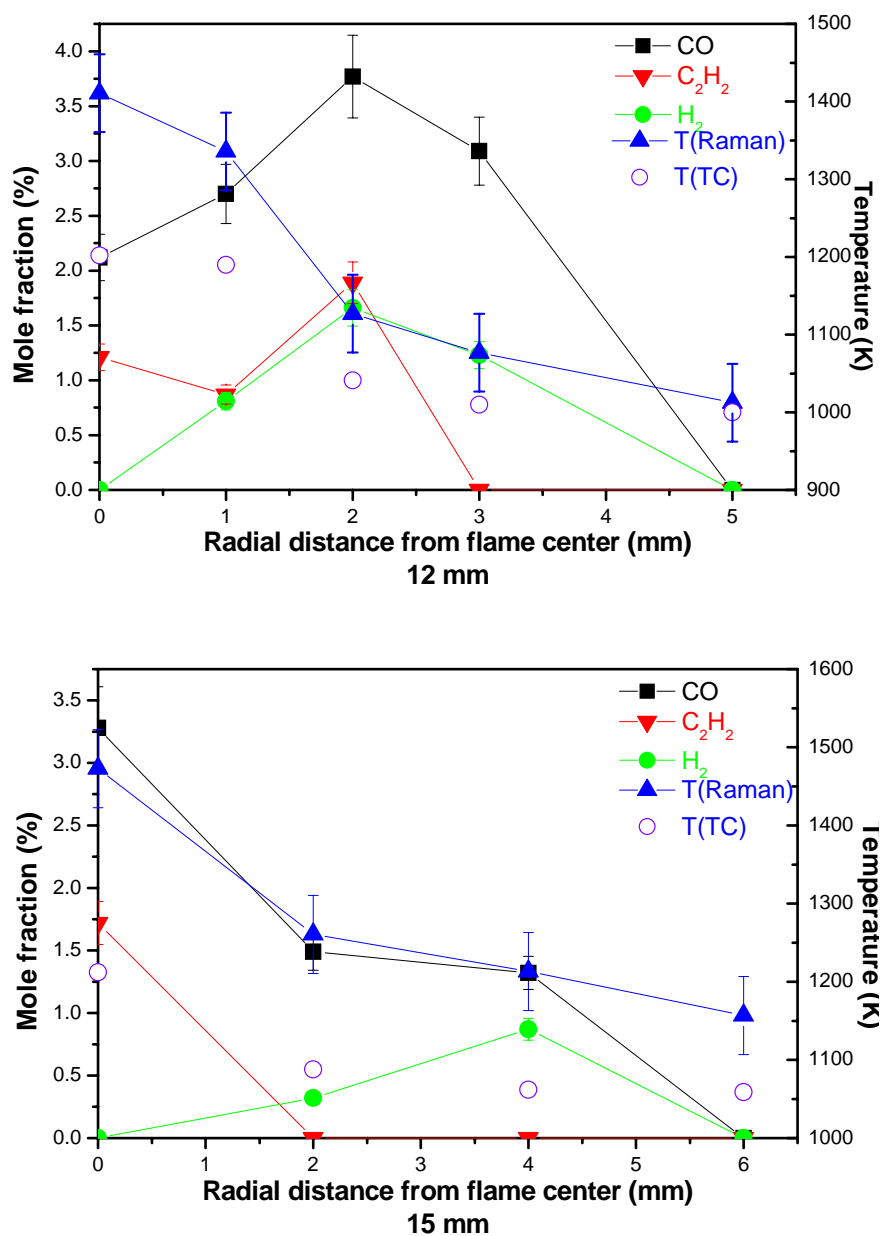 1500
4.0
CO
C₂H₂
1400
3.5
H₂
T(Raman)
3.0
T(TC)
1300
2.5
Mole fraction (%)
Temperature (K)
1200
2.0
1.5
1100
1.0
1000
0.5
0.0
900
0 1 2 3 4 5
Radial distance from flame center (mm)
12 mm
1600
3.5
CO
C₂H₂
1500
3.0
H₂
T(Raman)
2.5
T(TC)
1400
Mole fraction (%)
Temperature (K)
2.0
1300
1.5
1200
1.0
1100
0.5
0.0
1000
0 1 2 3 4 5 6
Radial distance from flame center (mm)
15 mm